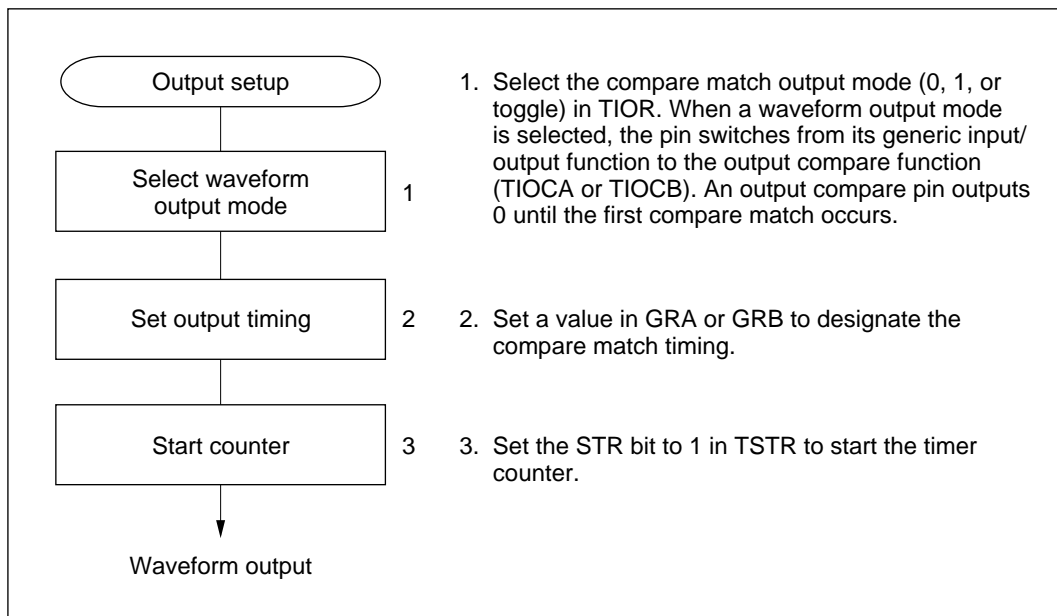 Output setup
Select waveform
output mode
1
Set output timing
2
Start counter
3
Waveform output
1. Select the compare match output mode (0, 1, or
toggle) in TIOR. When a waveform output mode
is selected, the pin switches from its generic input/
output function to the output compare function
(TIOCA or TIOCB). An output compare pin outputs
0 until the first compare match occurs.
2. Set a value in GRA or GRB to designate the
compare match timing.
3. Set the STR bit to 1 in TSTR to start the timer
counter.